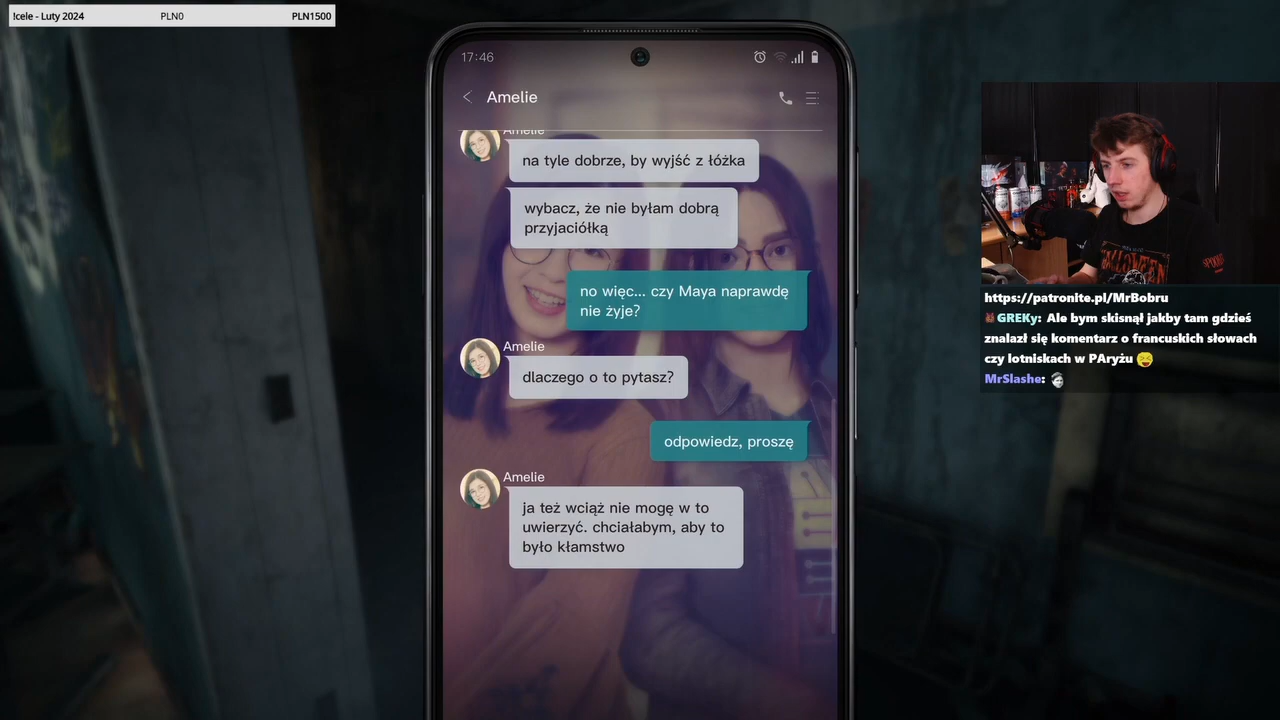 !cele - Luty 2024 PLN0 PLN1500
17:46
Amelie
Amelie
na tyle dobrze, by wyjść z łóżka
wybacz, że nie byłam dobrą
przyjaciółką
no więc... czy Maya naprawdę
nie żyje?
Amelie
dlaczego o to pytasz?
odpowiedz, proszę
Amelie
ja też wciąż nie mogę w to
uwierzyć. chciałabym, aby to
było kłamstwo
HALLOWEEN
https://patronite.pl/MrBobru
GREKy: Ale bym skisnął jakby tam gdzieś
znalazł się komentarz o francuskich słowach
czy lotniskach w PAryżu
MrSlashe: